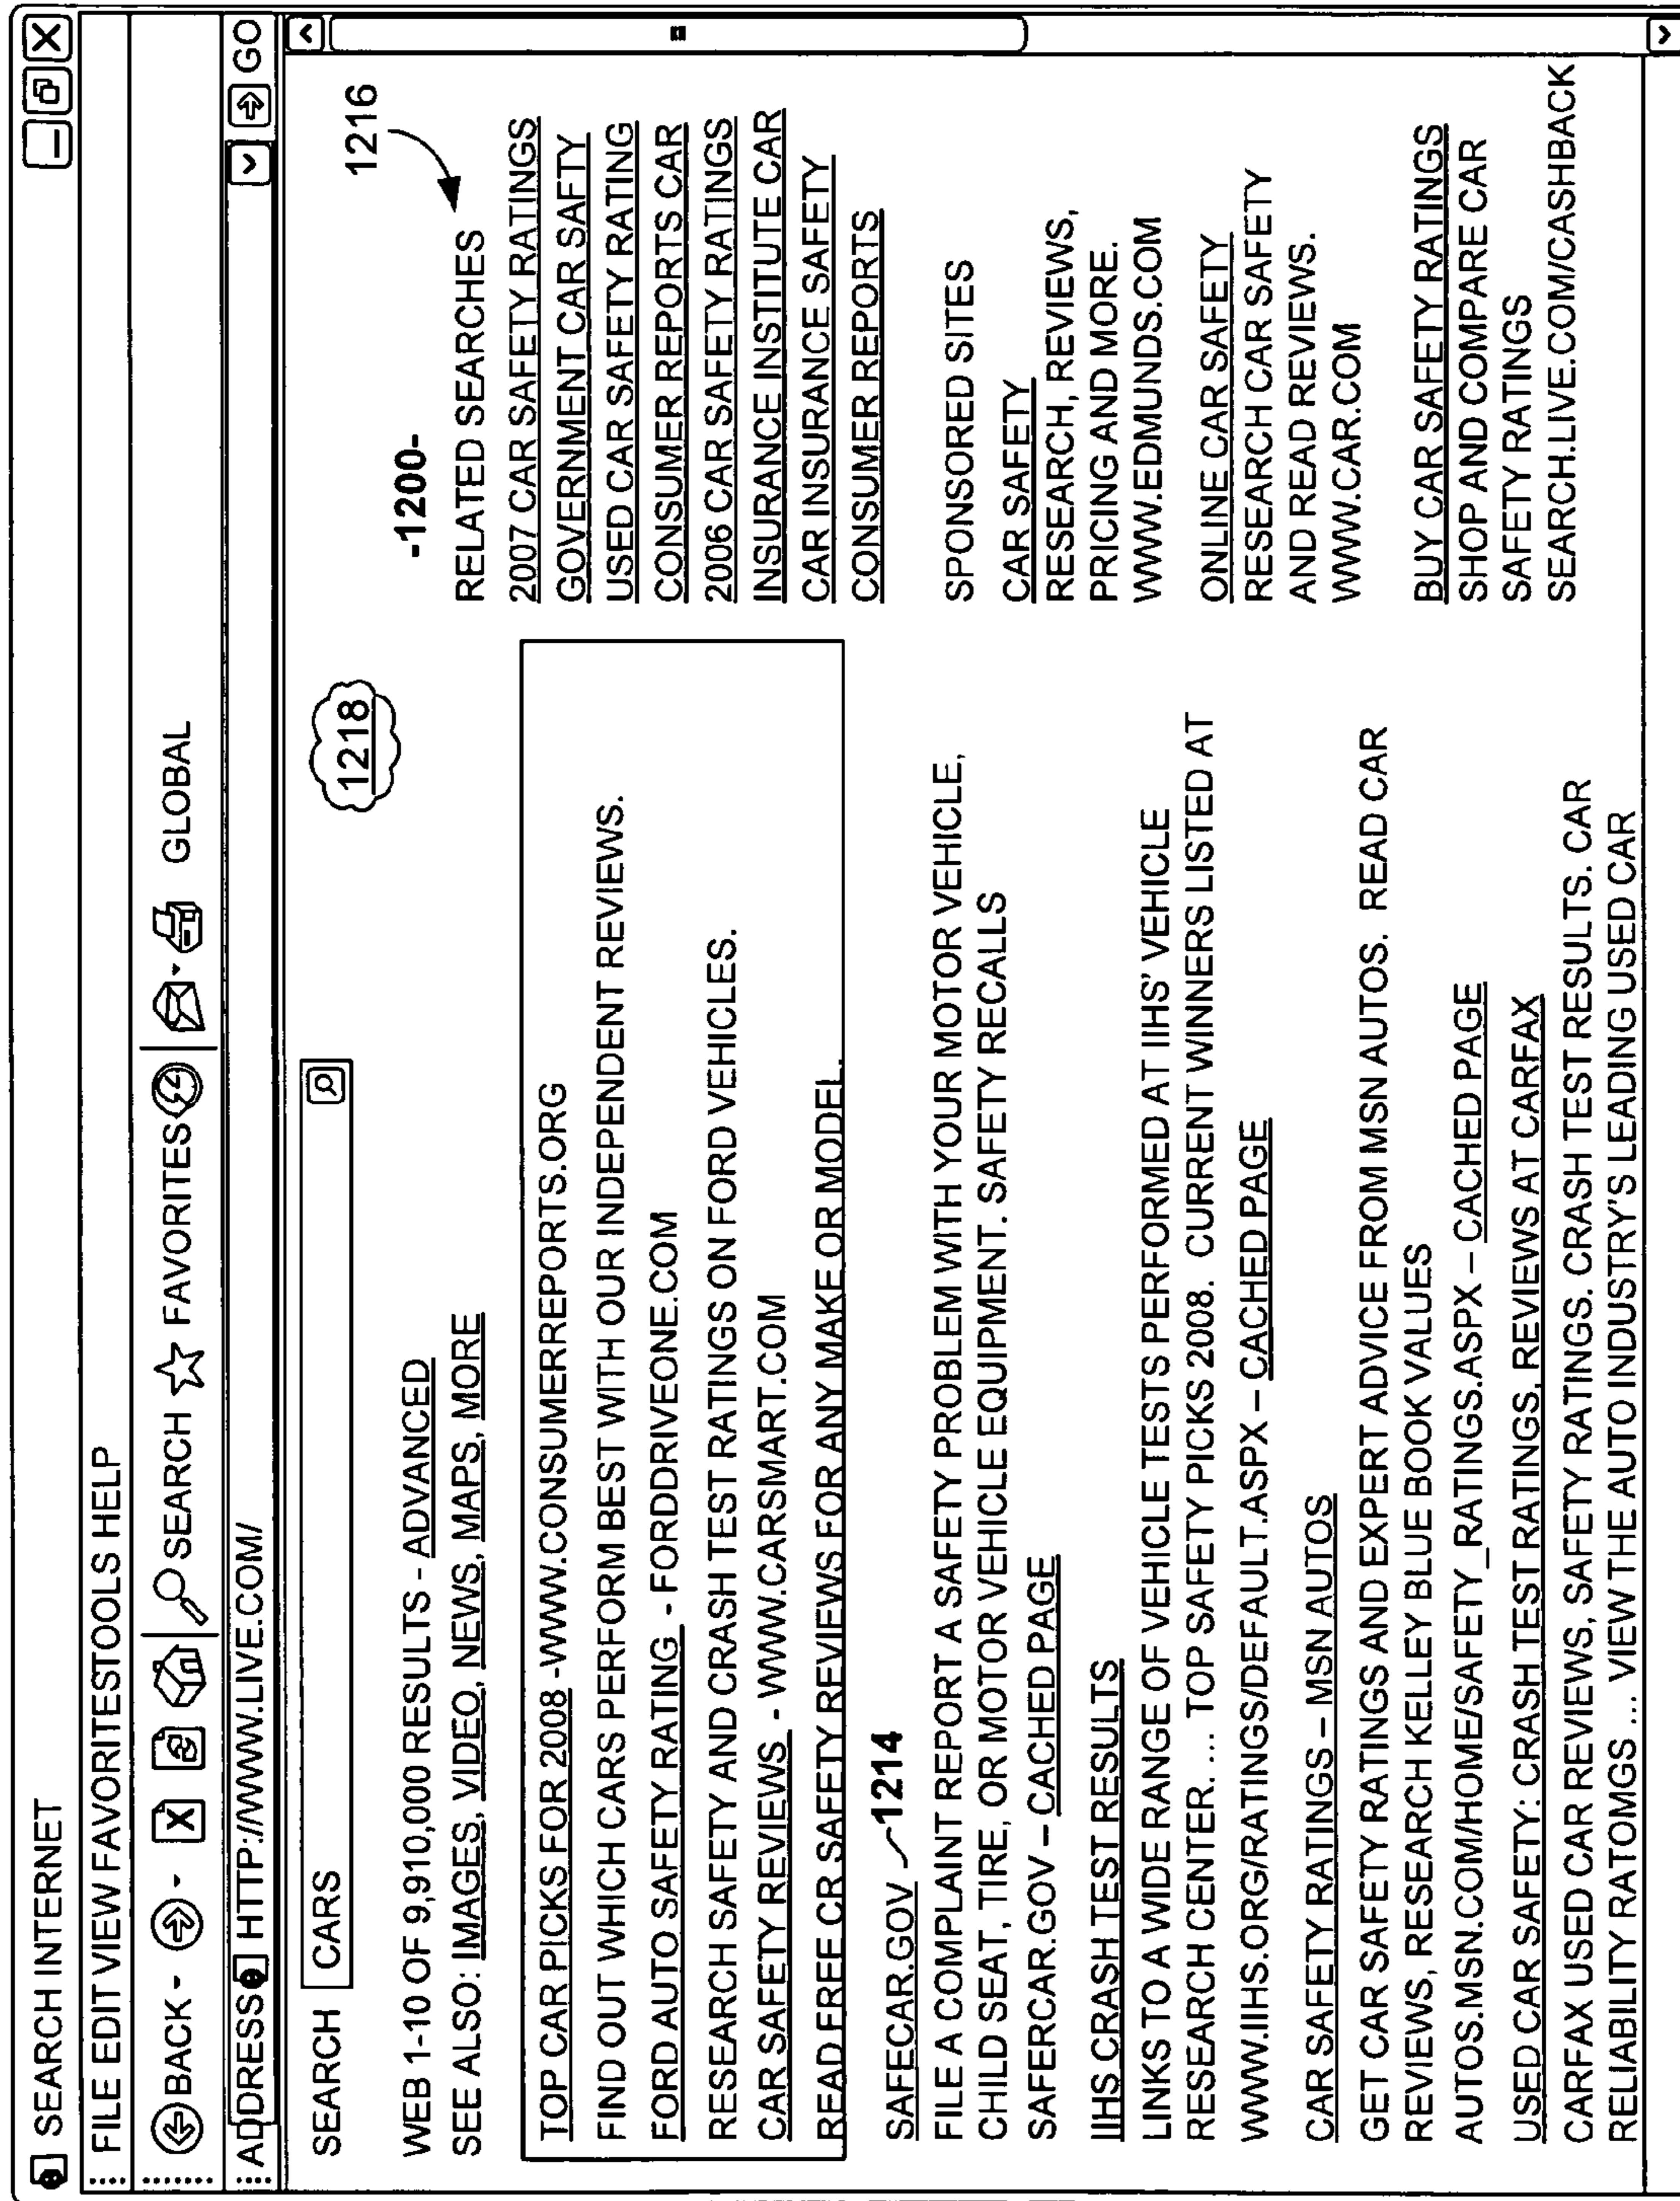 SEARCH INTERNET
FILE EDIT VIEW FAVORITESTOOLS HELP
BACK - - X SEARCH FAVORITES GLOBAL
ADDRESS HTTP://WWW.LIVE.COM/ GO
SEARCH CARS
1218
1216
-1200-
WEB 1-10 OF 9,910,000 RESULTS - ADVANCED
SEE ALSO: IMAGES, VIDEO, NEWS, MAPS, MORE
TOP CAR PICKS FOR 2008 -WWW.CONSUMERREPORTS.ORG
FIND OUT WHICH CARS PERFORM BEST WITH OUR INDEPENDENT REVIEWS.
FORD AUTO SAFETY RATING - FORDDRIVEONE.COM
RESEARCH SAFETY AND CRASH TEST RATINGS ON FORD VEHICLES.
CAR SAFETY REVIEWS - WWW.CARSMART.COM
READ FREE CR SAFETY REVIEWS FOR ANY MAKE OR MODEL.
SAFECAR.GOV 1214
FILE A COMPLAINT REPORT A SAFETY PROBLEM WITH YOUR MOTOR VEHICLE,
CHILD SEAT, TIRE, OR MOTOR VEHICLE EQUIPMENT. SAFETY RECALLS
SAFERCAR.GOV – CACHED PAGE
IIHS CRASH TEST RESULTS
LINKS TO A WIDE RANGE OF VEHICLE TESTS PERFORMED AT IIHS' VEHICLE
RESEARCH CENTER. ... TOP SAFETY PICKS 2008. CURRENT WINNERS LISTED AT
WWW.IIHS.ORG/RATINGS/DEFAULT.ASPX – CACHED PAGE
CAR SAFETY RATINGS – MSN AUTOS
GET CAR SAFETY RATINGS AND EXPERT ADVICE FROM MSN AUTOS. READ CAR
REVIEWS, RESEARCH KELLEY BLUE BOOK VALUES
AUTOS.MSN.COM/HOME/SAFETY_RATINGS.ASPX – CACHED PAGE
USED CAR SAFETY: CRASH TEST RATINGS, REVIEWS AT CARFAX
CARFAX USED CAR REVIEWS, SAFETY RATINGS. CRASH TEST RESULTS. CAR
RELIABILITY RATOMGS ... VIEW THE AUTO INDUSTRY'S LEADING USED CAR
RELATED SEARCHES
2007 CAR SAFETY RATINGS
GOVERNMENT CAR SAFTY
USED CAR SAFETY RATING
CONSUMER REPORTS CAR
2006 CAR SAFETY RATINGS
INSURANCE INSTITUTE CAR
CAR INSURANCE SAFETY
CONSUMER REPORTS
SPONSORED SITES
CAR SAFETY
RESEARCH, REVIEWS,
PRICING AND MORE.
WWW.EDMUNDS.COM
ONLINE CAR SAFETY
RESEARCH CAR SAFETY
AND READ REVIEWS.
WWW.CAR.COM
BUY CAR SAFETY RATINGS
SHOP AND COMPARE CAR
SAFETY RATINGS
SEARCH.LIVE.COM/CASHBACK